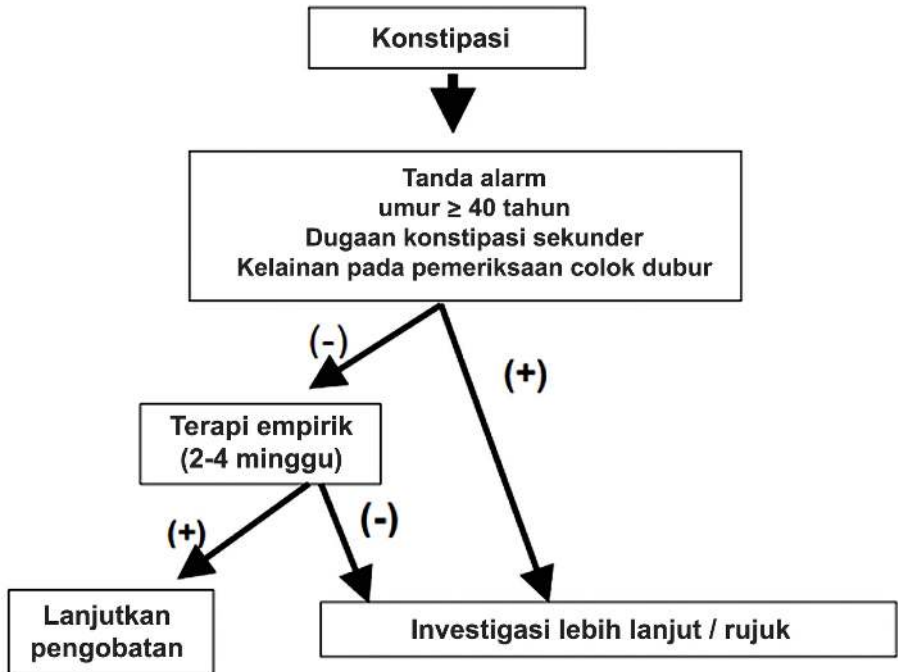 Konstipasi
Tanda alarm
umur ≥ 40 tahun
Dugaan konstipasi sekunder
Kelainan pada pemeriksaan colok dubur
(-)
(+)
Terapi empirik
(2-4 minggu)
(+)
(-)
Lanjutkan
pengobatan
Investigasi lebih lanjut / rujuk